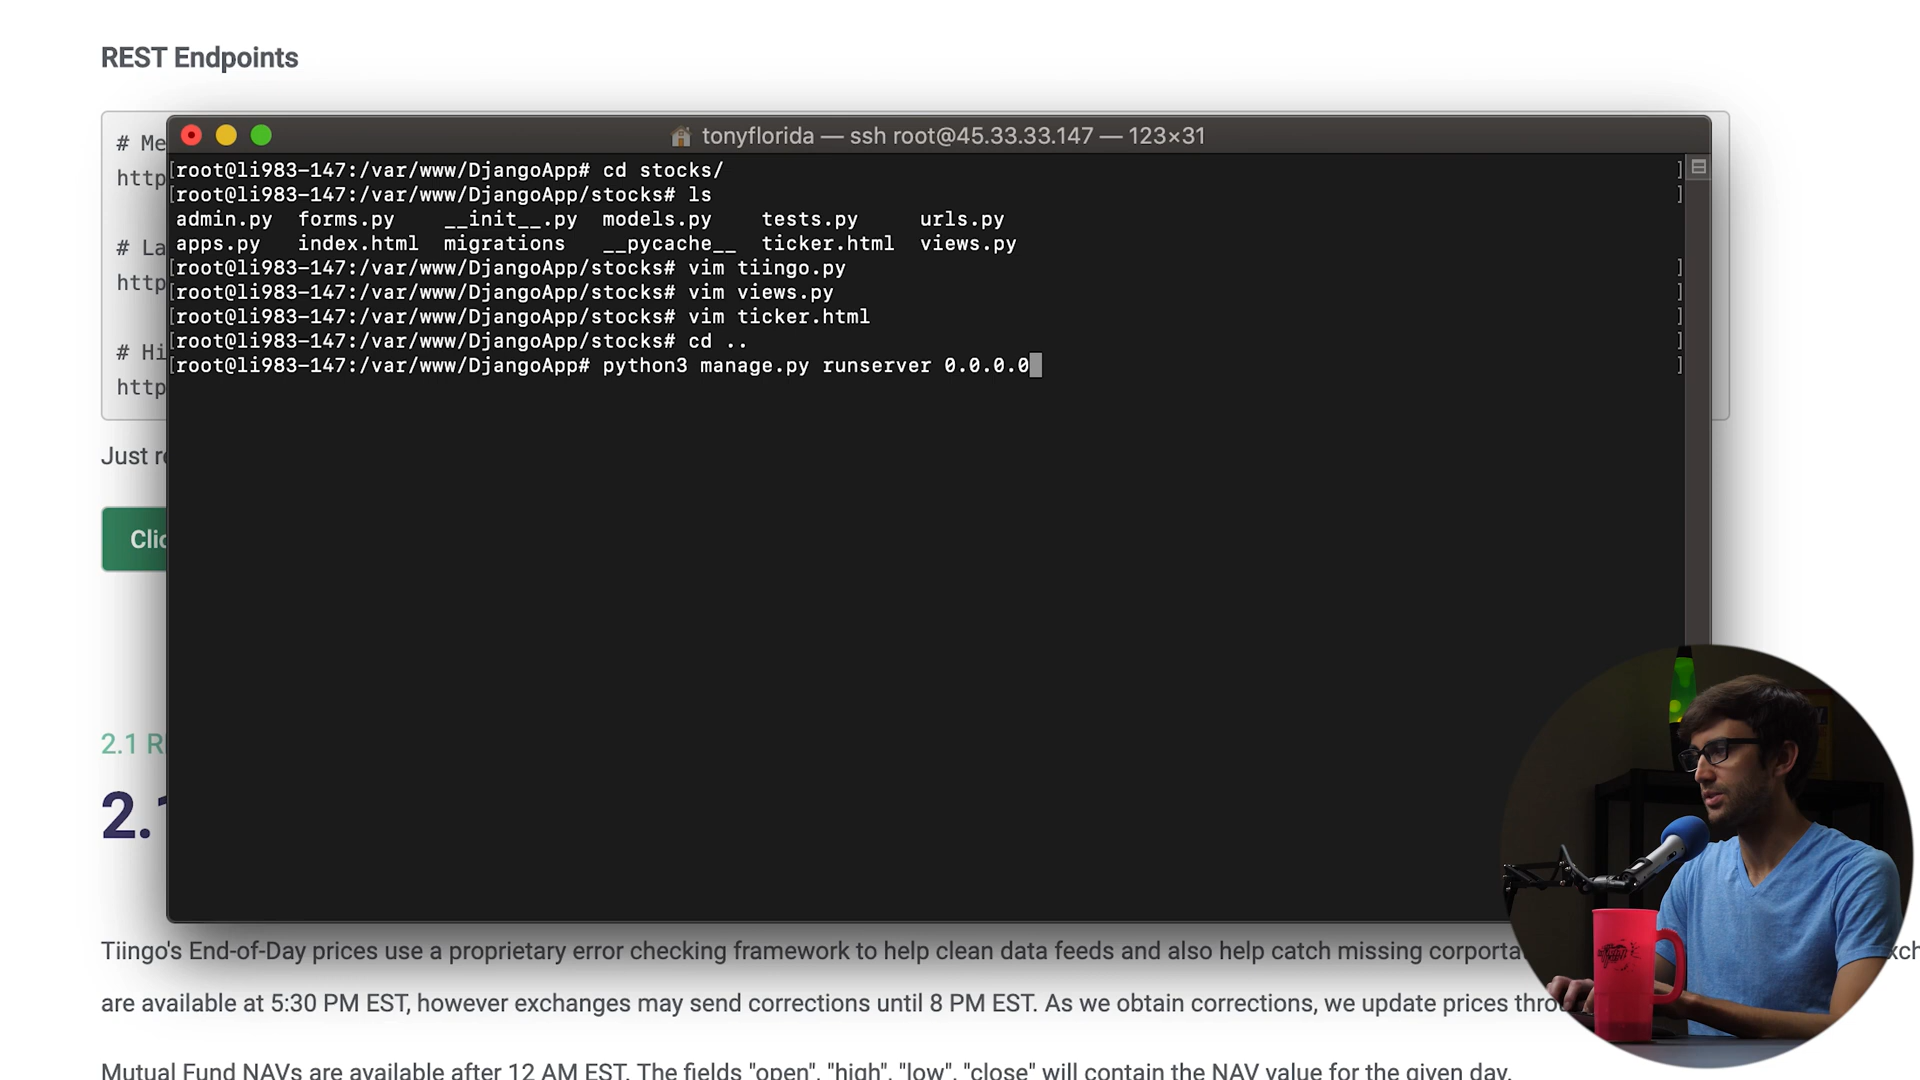 REST Endpoints
# Me
http
# La
http
# Hi
http
Just r
Clic
2.1 R
2.1
tonyflorida — ssh root@45.33.33.147 — 123×31
[root@li983-147:/var/www/DjangoApp# cd stocks/ ]
[root@li983-147:/var/www/DjangoApp/stocks# ls ]
admin.py forms.py __init__.py models.py tests.py urls.py
apps.py index.html migrations __pycache__ ticker.html views.py
[root@li983-147:/var/www/DjangoApp/stocks# vim tiingo.py ]
[root@li983-147:/var/www/DjangoApp/stocks# vim views.py ]
[root@li983-147:/var/www/DjangoApp/stocks# vim ticker.html ]
[root@li983-147:/var/www/DjangoApp/stocks# cd .. ]
[root@li983-147:/var/www/DjangoApp# python3 manage.py runserver 0.0.0.0 ]
Tiingo's End-of-Day prices use a proprietary error checking framework to help clean data feeds and also help catch missing corporta xch
are available at 5:30 PM EST, however exchanges may send corrections until 8 PM EST. As we obtain corrections, we update prices thro
Mutual Fund NAVs are available after 12 AM EST. The fields "open", "high", "low", "close" will contain the NAV value for the given day.